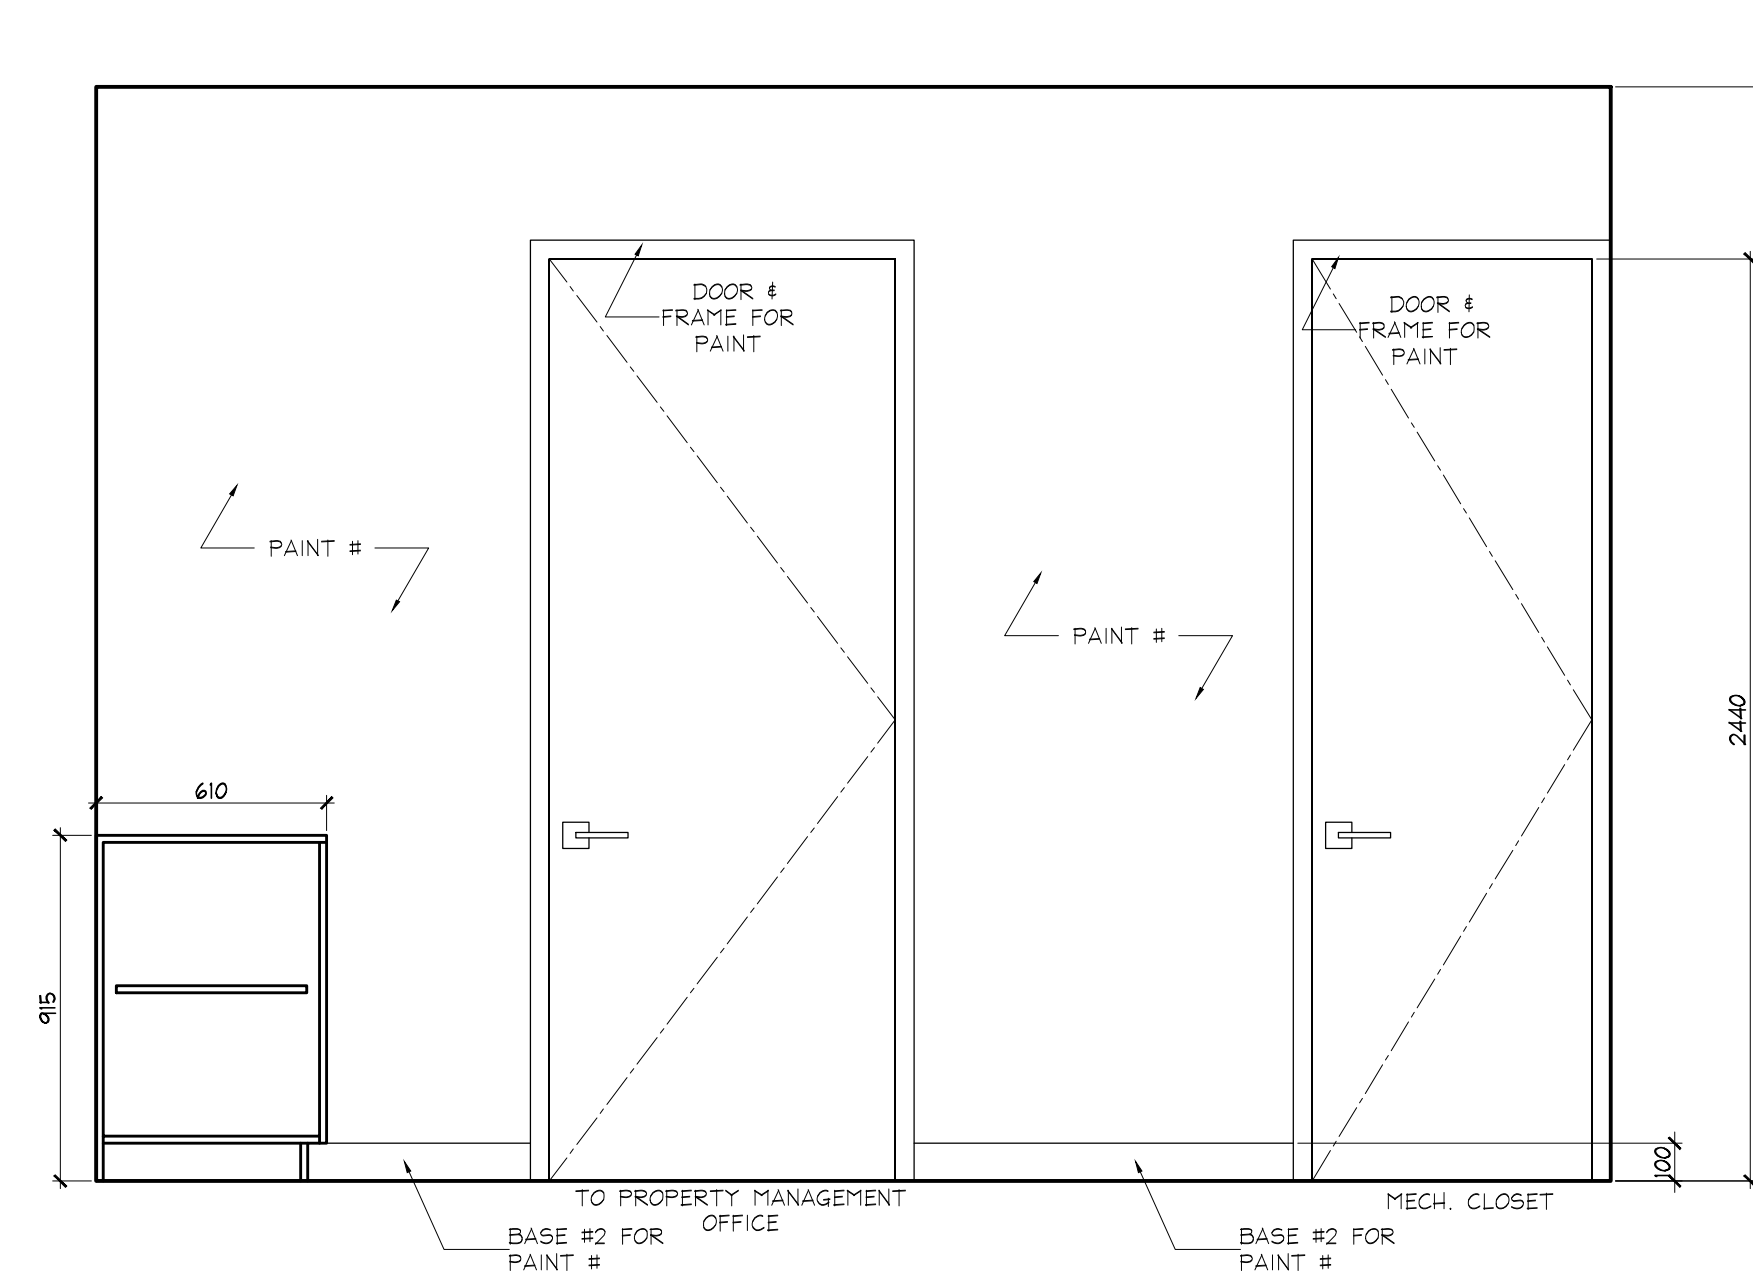 DOOR &
FRAME FOR
PAINT
DOOR &
FRAME FOR
PAINT
PAINT #
PAINT #
2440
610
915
100
TO PROPERTY MANAGEMENT
OFFICE
MECH. CLOSET
BASE #2 FOR
PAINT #
BASE #2 FOR
PAINT #